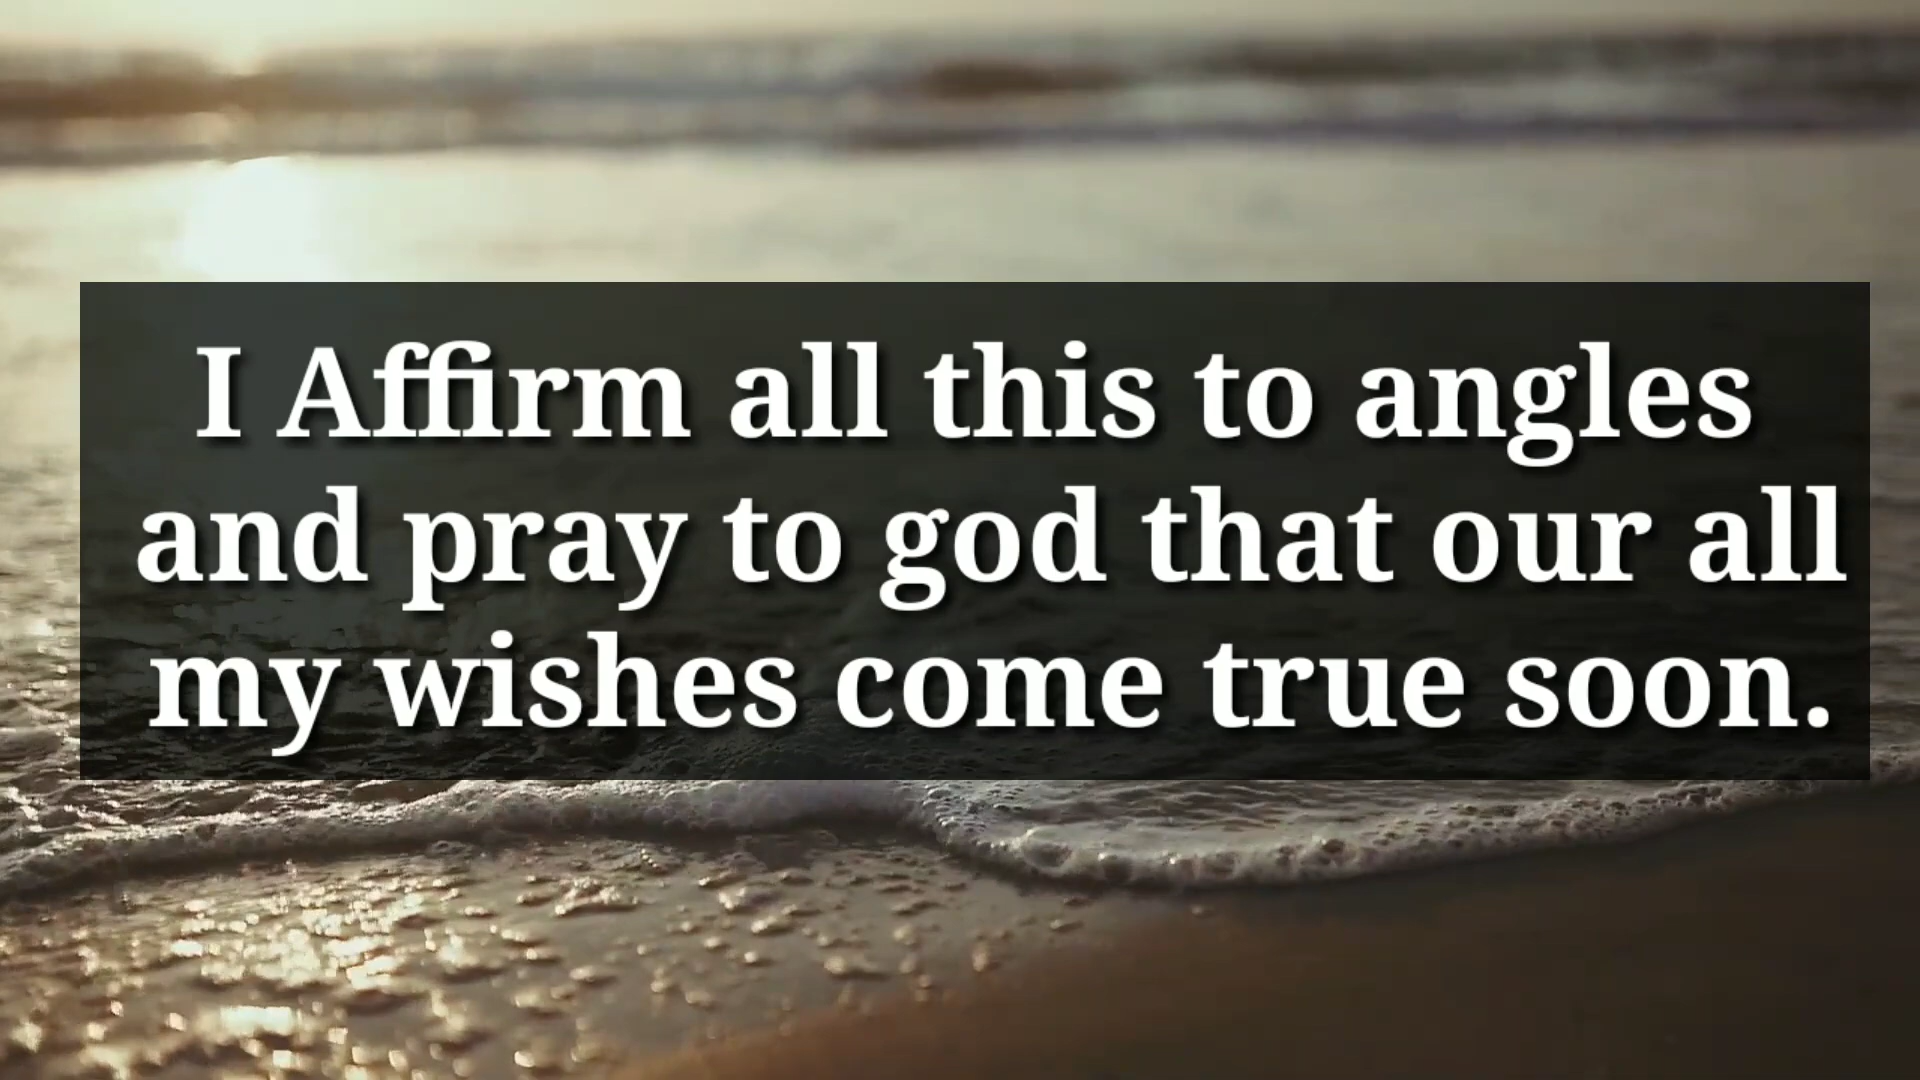 I Affirm all this to angles
and pray to god that our all
my wishes come true soon.